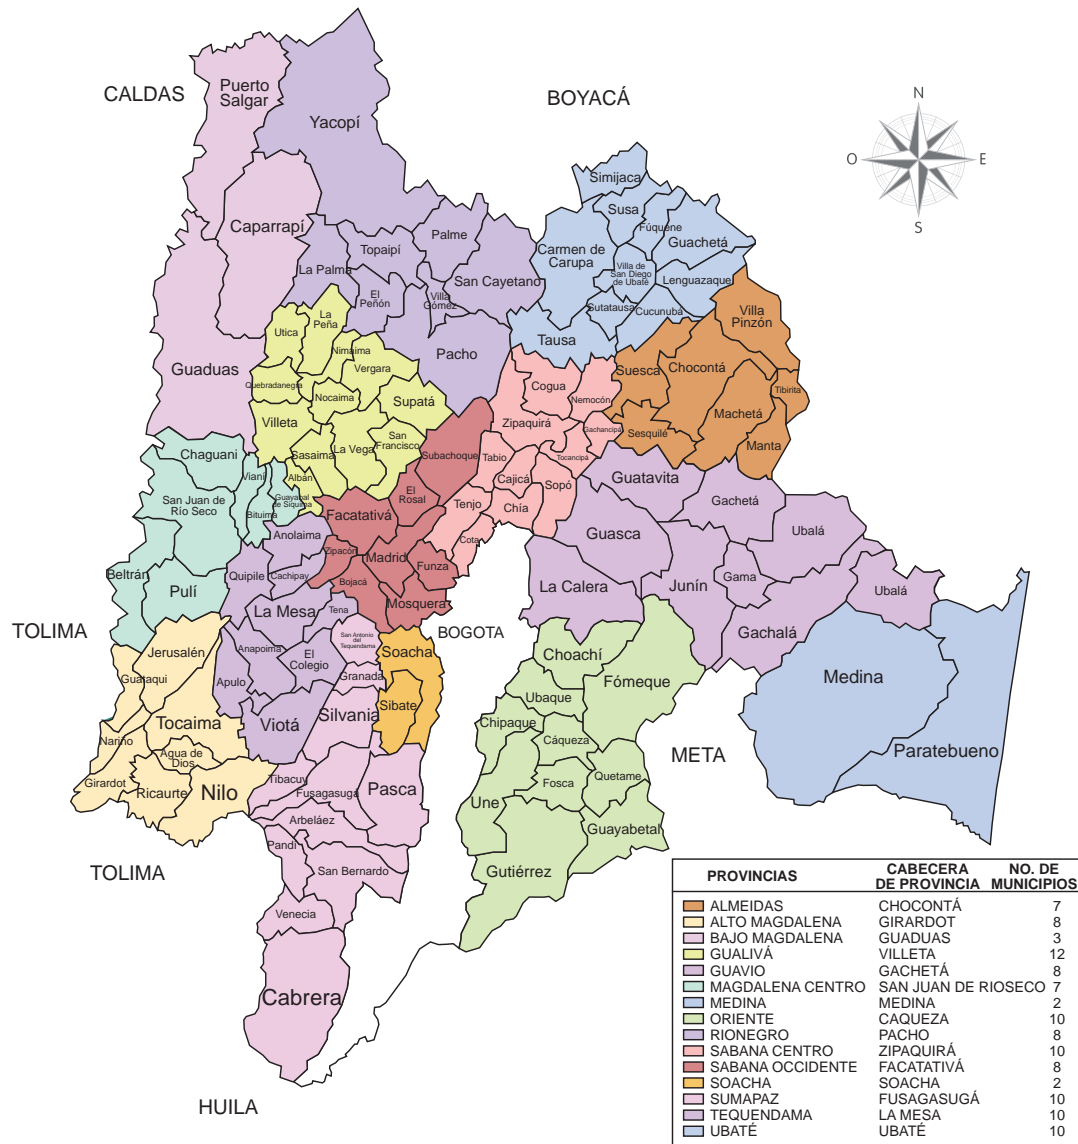 CALDAS
BOYACÁ
N
O
E
S
Puerto
Salgar
Yacopí
Caparrapí
Guaduas
La Palma
Topaipí
Palme
San Cayetano
El
Peñón
Villa
Gómez
Pacho
Simijaca
Susa
Fúquene
Guachetá
Carmen de
Carupa
Villa de
San Diego
de Ubaté
Lenguazaque
Sutatausa
Cucunubá
Tausa
Villa
Pinzón
Suesca
Chocontá
Tibirita
Machetá
Sesquilé
Manta
Utica
La
Peña
Nimaima
Vergara
Quebradanegra
Nocaima
Supatá
Villeta
Sasaima
La Vega
San
Francisco
Albán
Cogua
Nemocón
Zipaquirá
Gachancipá
Tocancipá
Tabio
Cajicá
Sopó
Tenjo
Chía
Cota
Subachoque
El
Rosal
Facatativá
Zipacón
Madrid
Funza
Bojacá
Mosquera
Chaguani
Vianí
San Juan de
Río Seco
Guayabal
de Siquima
Bituima
Beltrán
Pulí
Anolaima
Quipile
Cachipay
La Mesa
Tena
San Antonio
del
Tequendama
Anapoima
El
Colegio
Apulo
Viotá
Granada
Silvania
Soacha
Sibate
Guatavita
Gachetá
Ubalá
Guasca
La Calera
Junín
Gama
Ubalá
Gachalá
Medina
Paratebueno
TOLIMA
BOGOTA
META
Jerusalén
Guataqui
Tocaima
Nariño
Agua de
Dios
Girardot
Ricaurte
Nilo
Choachí
Fómeque
Ubaque
Chipaque
Cáqueza
Fosca
Quetame
Une
Guayabetal
Gutiérrez
Tibacuy
Fusagasuga
Pasca
Arbeláez
Pandi
San Bernardo
Venecia
Cabrera
TOLIMA
HUILA
PROVINCIAS CABECERA DE PROVINCIA NO. DE MUNICIPIOS
ALMEIDAS CHOCONTÁ 7
ALTO MAGDALENA GIRARDOT 8
BAJO MAGDALENA GUADUAS 3
GUALIVÁ VILLETA 12
GUAVIO GACHETÁ 8
MAGDALENA CENTRO SAN JUAN DE RIOSECO 7
MEDINA MEDINA 2
ORIENTE CAQUEZA 10
RIONEGRO PACHO 8
SABANA CENTRO ZIPAQUIRÁ 10
SABANA OCCIDENTE FACATATIVÁ 8
SOACHA SOACHA 2
SUMAPAZ FUSAGASUGÁ 10
TEQUENDAMA LA MESA 10
UBATÉ UBATÉ 10